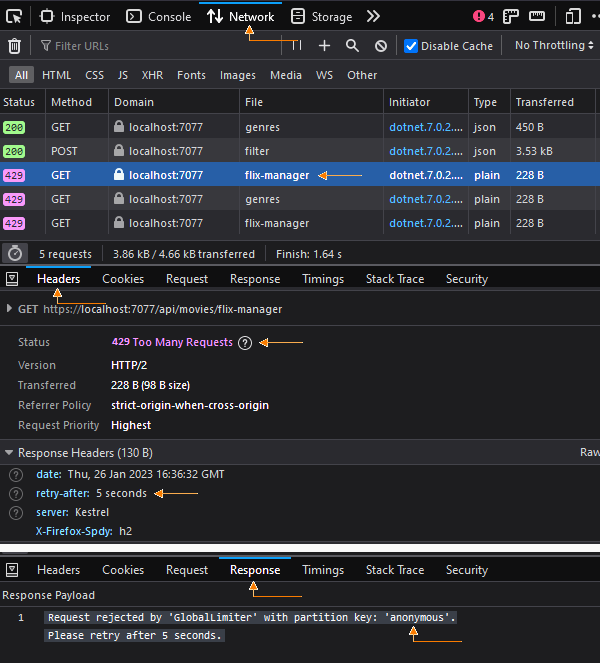 Inspector Console Network Storage 4
Filter URLs Disable Cache No Throttling
All HTML CSS JS XHR Fonts Images Media WS Other
Status Method Domain File Initiator Type Transferred
200 GET localhost:7077 genres dotnet.7.0.2.... json 450 B
200 POST localhost:7077 filter dotnet.7.0.2.... json 3.53 kB
429 GET localhost:7077 flix-manager dotnet.7.0.2.... plain 228 B
429 GET localhost:7077 genres dotnet.7.0.2.... plain 228 B
429 GET localhost:7077 flix-manager dotnet.7.0.2.... plain 228 B
5 requests 3.86 kB / 4.66 kB transferred Finish: 1.64 s
Headers Cookies Request Response Timings Stack Trace Security
GET https://localhost:7077/api/movies/flix-manager
Status 429 Too Many Requests ?
Version HTTP/2
Transferred 228 B (98 B size)
Referrer Policy strict-origin-when-cross-origin
Request Priority Highest
Response Headers (130 B) Raw
? date: Thu, 26 Jan 2023 16:36:32 GMT
? retry-after: 5 seconds
? server: Kestrel
X-Firefox-Spdy: h2
Headers Cookies Request Response Timings Stack Trace Security
Response Payload
1 Request rejected by 'GlobalLimiter' with partition key: 'anonymous'.
Please retry after 5 seconds.